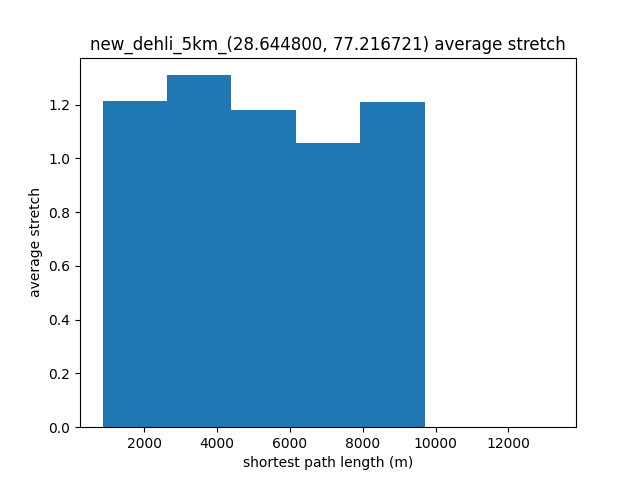 new_dehli_5km_(28.644800, 77.216721) average stretch
1.2
1.0
0.8
0.6
0.4
0.2
0.0
average stretch
2000 4000 6000 8000 10000 12000
shortest path length (m)